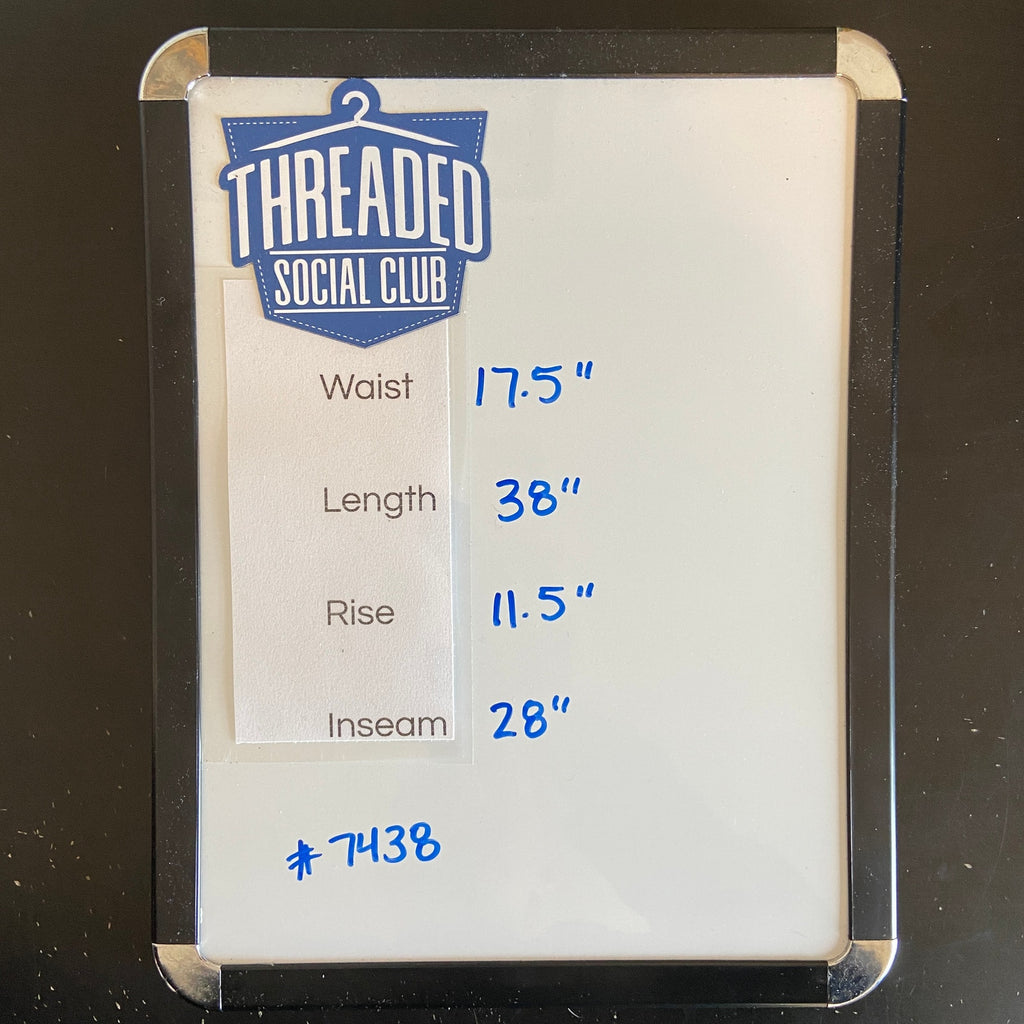 THREADED
SOCIAL CLUB
Waist 17.5"
Length 38"
Rise 11.5"
Inseam 28"
#7438